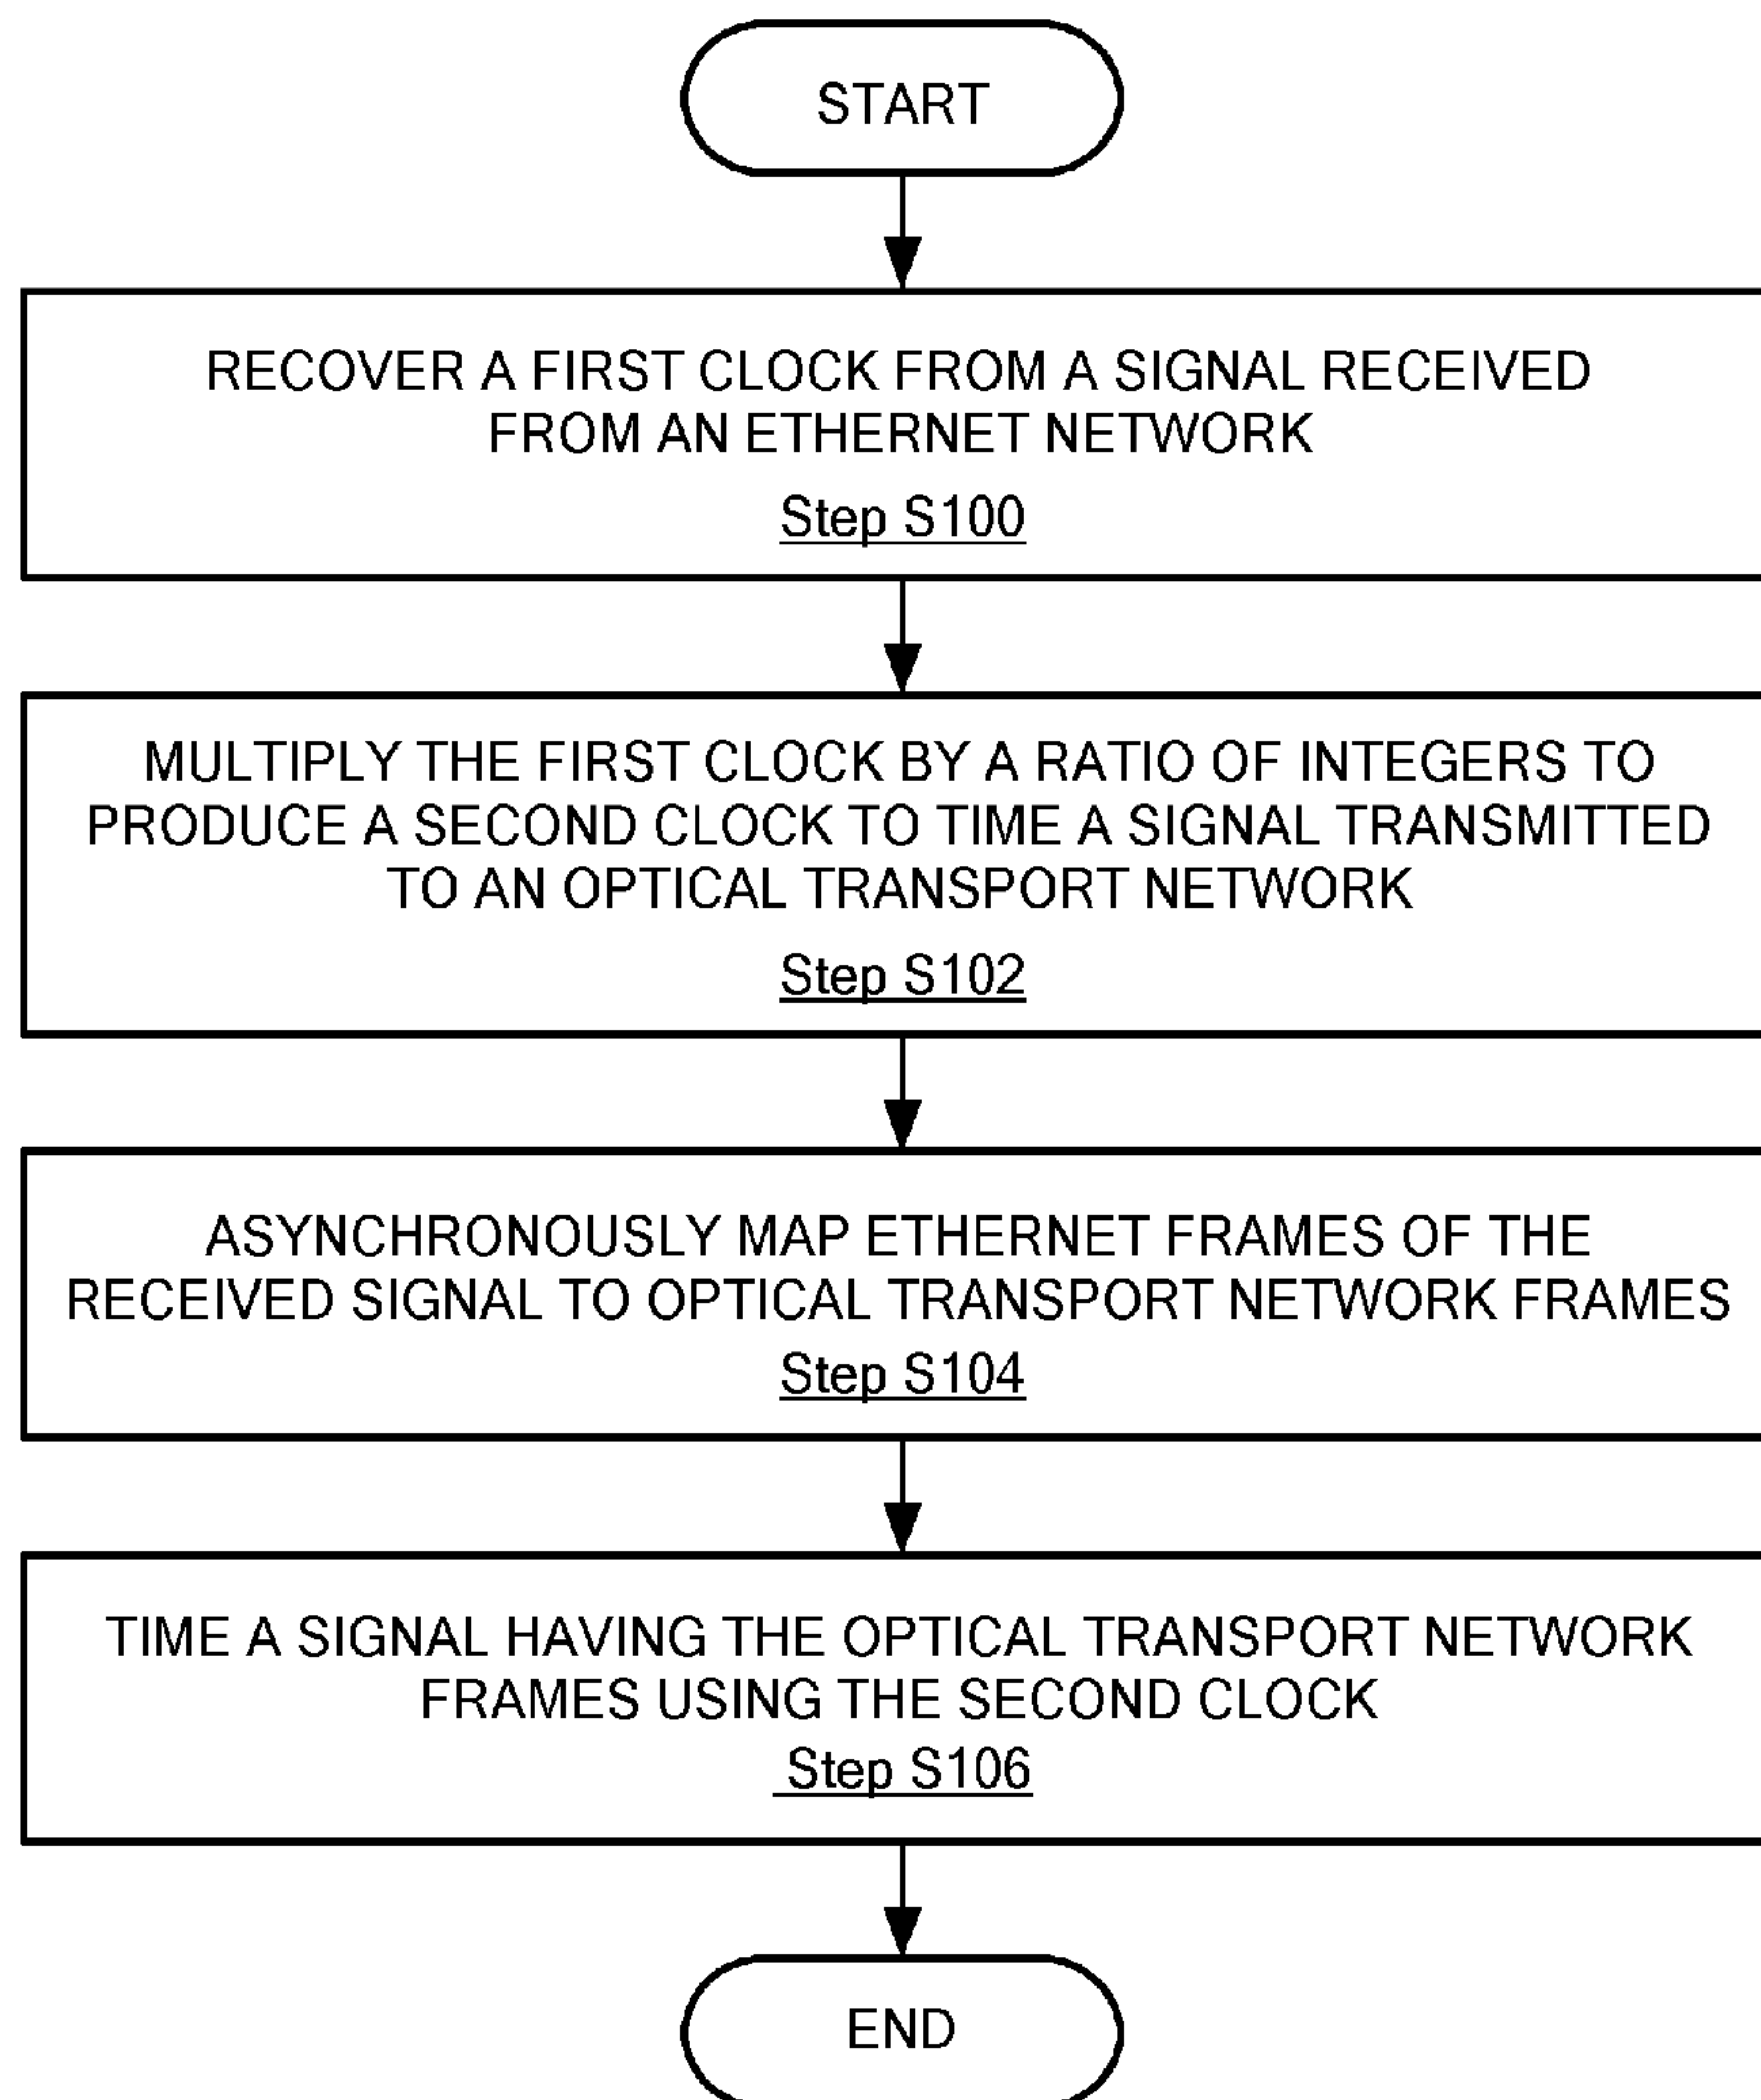 START
RECOVER A FIRST CLOCK FROM A SIGNAL RECEIVED
FROM AN ETHERNET NETWORK
Step S100
MULTIPLY THE FIRST CLOCK BY A RATIO OF INTEGERS TO
PRODUCE A SECOND CLOCK TO TIME A SIGNAL TRANSMITTED
TO AN OPTICAL TRANSPORT NETWORK
Step S102
ASYNCHRONOUSLY MAP ETHERNET FRAMES OF THE
RECEIVED SIGNAL TO OPTICAL TRANSPORT NETWORK FRAMES
Step S104
TIME A SIGNAL HAVING THE OPTICAL TRANSPORT NETWORK
FRAMES USING THE SECOND CLOCK
Step S106
END